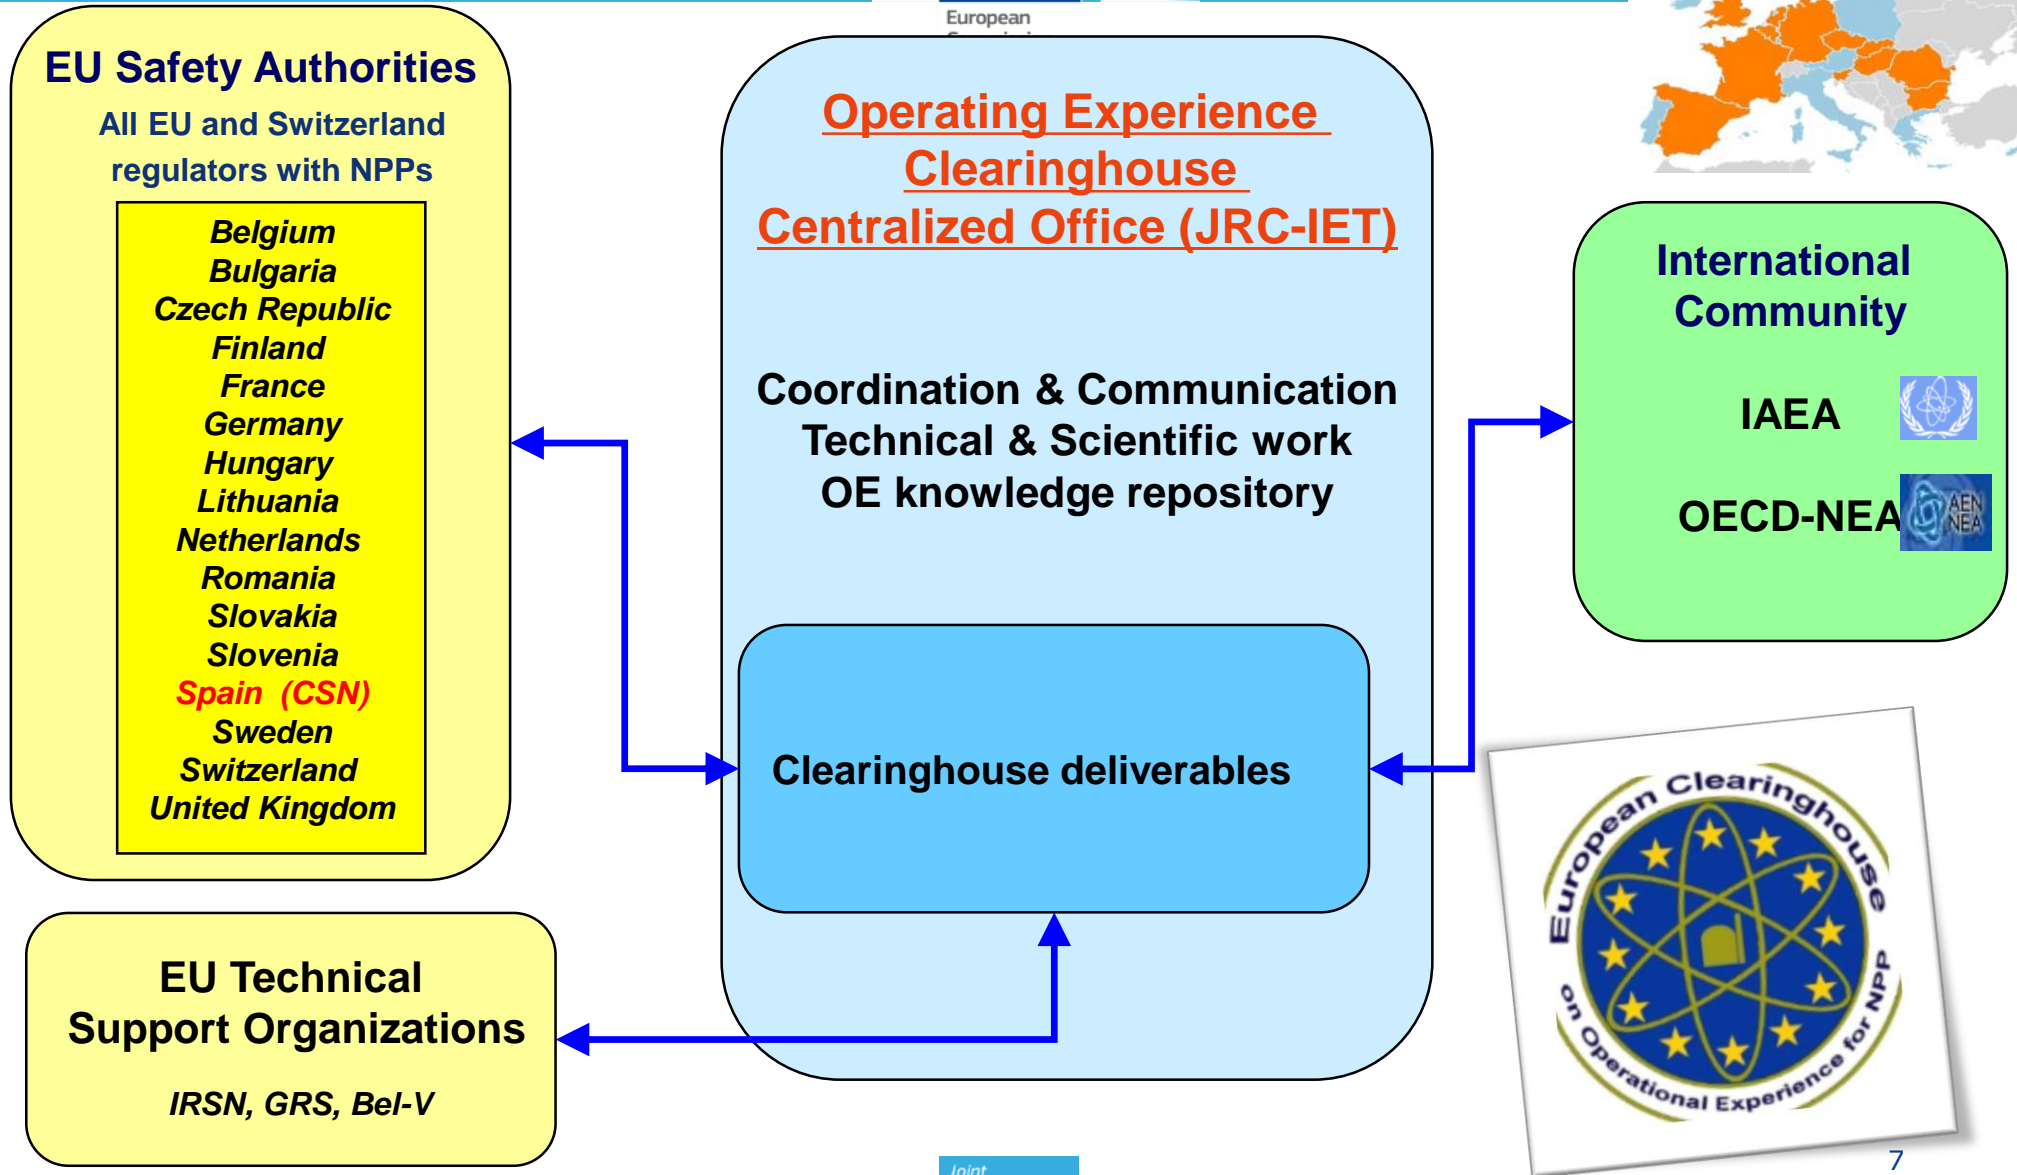 European
EU Safety Authorities
All EU and Switzerland
regulators with NPPs
Belgium
Bulgaria
Czech Republic
Finland
France
Germany
Hungary
Lithuania
Netherlands
Romania
Slovakia
Slovenia
Spain (CSN)
Sweden
Switzerland
United Kingdom
EU Technical
Support Organizations
IRSN, GRS, Bel-V
Operating Experience
Clearinghouse
Centralized Office (JRC-IET)
Coordination & Communication
Technical & Scientific work
OE knowledge repository
Clearinghouse deliverables
International
Community
IAEA
OECD-NEA
AEN
NEA
European Clearinghouse
on Operational Experience for NPP
Joint
7